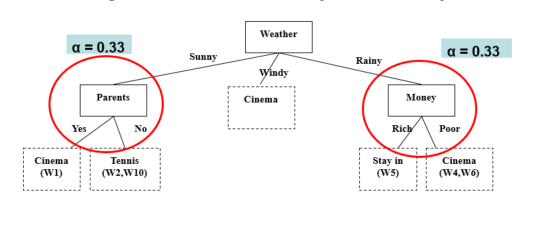 Weather
α = 0.33
α = 0.33
Sunny
Windy
Rainy
Parents
Cinema
Money
Yes
No
Rich
Poor
Cinema
(W1)
Tennis
(W2,W10)
Stay in
(W5)
Cinema
(W4,W6)